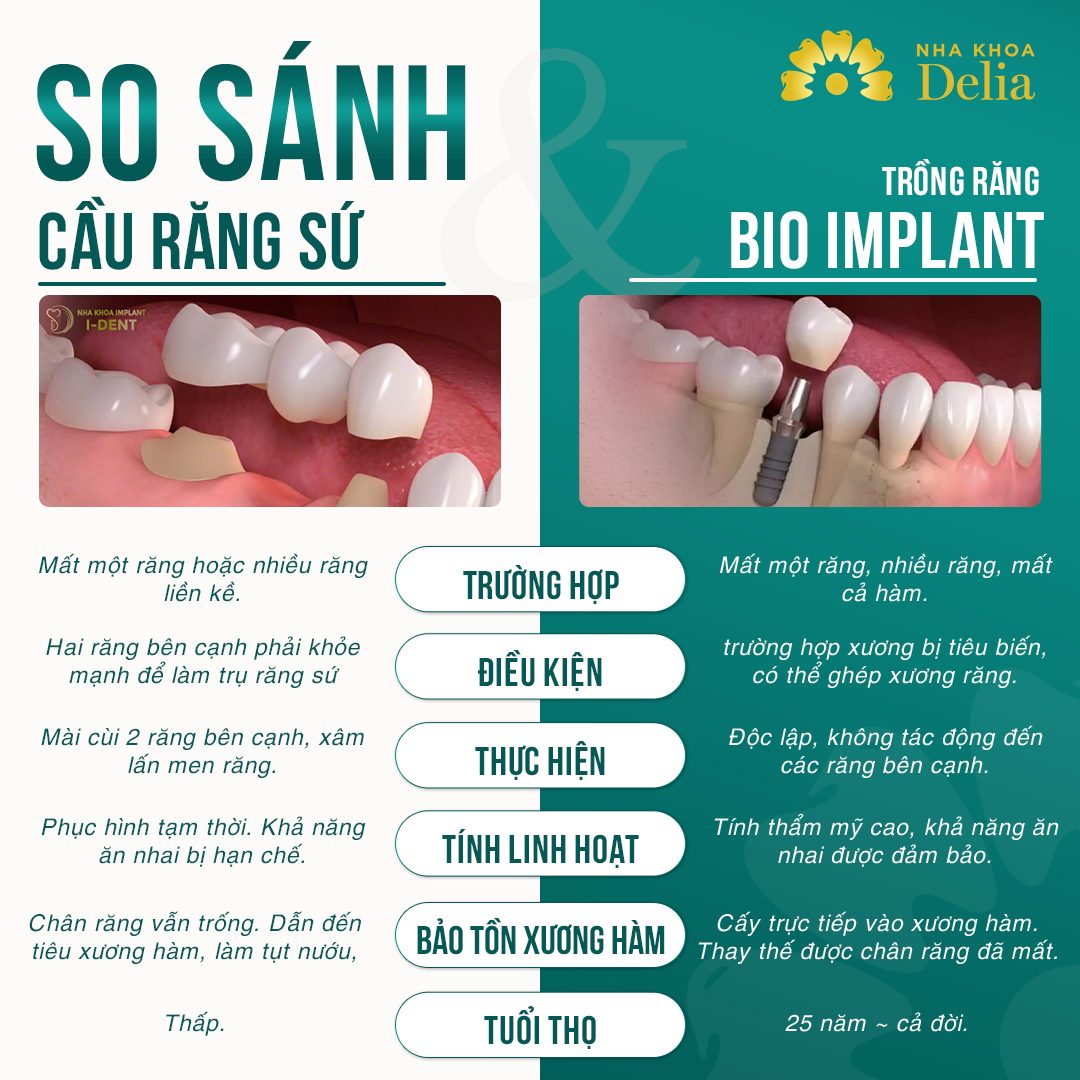 SO SÁNH
CẦU RĂNG SỨ
&
NHA KHOA
Delia
TRỒNG RĂNG
BIO IMPLANT
NHA KHOA IMPLANT
I-DENT
Mất một răng hoặc nhiều răng
liền kề.
TRƯỜNG HỢP
Mất một răng, nhiều răng, mất
cả hàm.
Hai răng bên cạnh phải khỏe
mạnh để làm trụ răng sứ
ĐIỀU KIỆN
trường hợp xương bị tiêu biến,
có thể ghép xương răng.
Mài cùi 2 răng bên cạnh, xâm
lấn men răng.
THỰC HIỆN
Độc lập, không tác động đến
các răng bên cạnh.
Phục hình tạm thời. Khả năng
ăn nhai bị hạn chế.
TÍNH LINH HOẠT
Tính thẩm mỹ cao, khả năng ăn
nhai được đảm bảo.
Chân răng vẫn trống. Dẫn đến
tiêu xương hàm, làm tụt nướu,
BẢO TỒN XƯƠNG HÀM
Cấy trực tiếp vào xương hàm.
Thay thế được chân răng đã mất.
Thấp.
TUỔI THỌ
25 năm ~ cả đời.